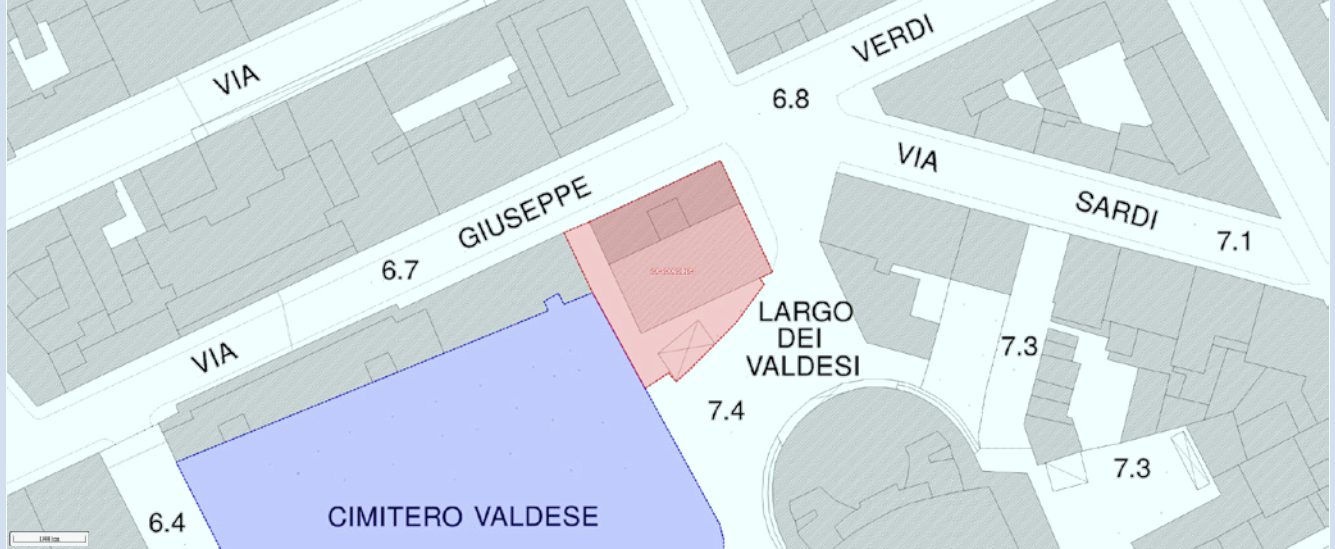 VIA
VERDI
6.8
VIA
SARDI
7.1
GIUSEPPE
6.7
VIA
LARGO
DEI
VALDESI
7.3
7.4
7.3
CIMITERO VALDESE
6.4